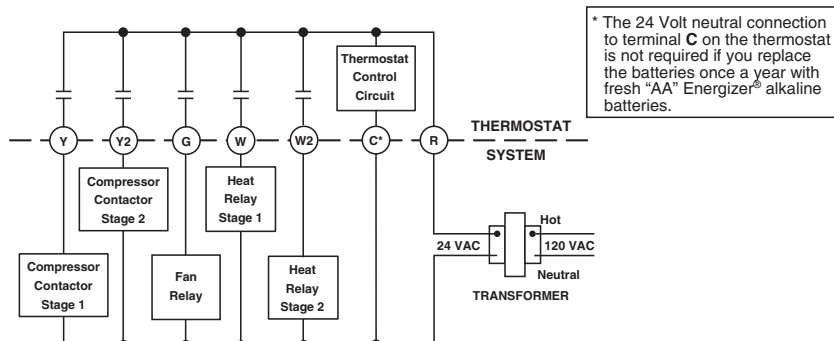 * The 24 Volt neutral connection
to terminal C on the thermostat
is not required if you replace
the batteries once a year with
fresh “AA” Energizer® alkaline
batteries.
Thermostat
Control
Circuit
THERMOSTAT
Y
Y2
G
W
W2
C*
R
SYSTEM
Compressor
Contactor
Stage 2
Heat
Relay
Stage 1
Hot
24 VAC
120 VAC
Neutral
TRANSFORMER
Compressor
Contactor
Stage 1
Fan
Relay
Heat
Relay
Stage 2